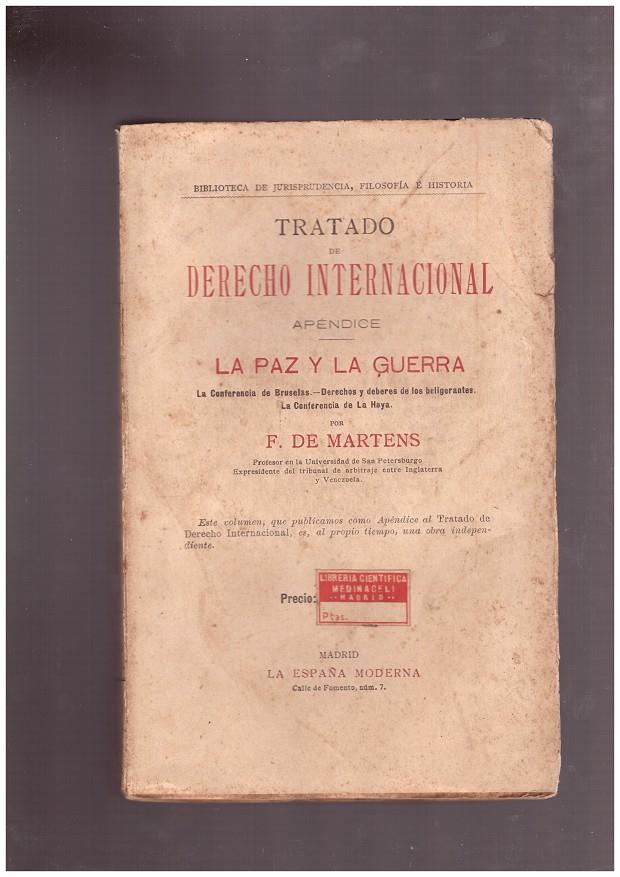 BIBLIOTECA DE JURISPRUDENCIA, FILOSOFÍA É HISTORIA
TRATADO
DE
DERECHO INTERNACIONAL
APÉNDICE
LA PAZ Y LA GUERRA
La Conferencia de Bruselas.—Derechos y deberes de los beligerantes.
La Conferencia de La Haya.
POR
F. DE MARTENS
Profesor en la Universidad de San Petersburgo
Expresidente del tribunal de arbitraje entre Inglaterra
y Venezuela.
Este volumen, que publicamos como Apéndice al Tratado de
Derecho Internacional, es, al propio tiempo, una obra indepen-
diente.
Precio:
LIBRERIA CIENTIFICA
MEDINACELI
--MADRID--
Ptas.
MADRID
LA ESPAÑA MODERNA
Calle de Fomento, núm. 7.